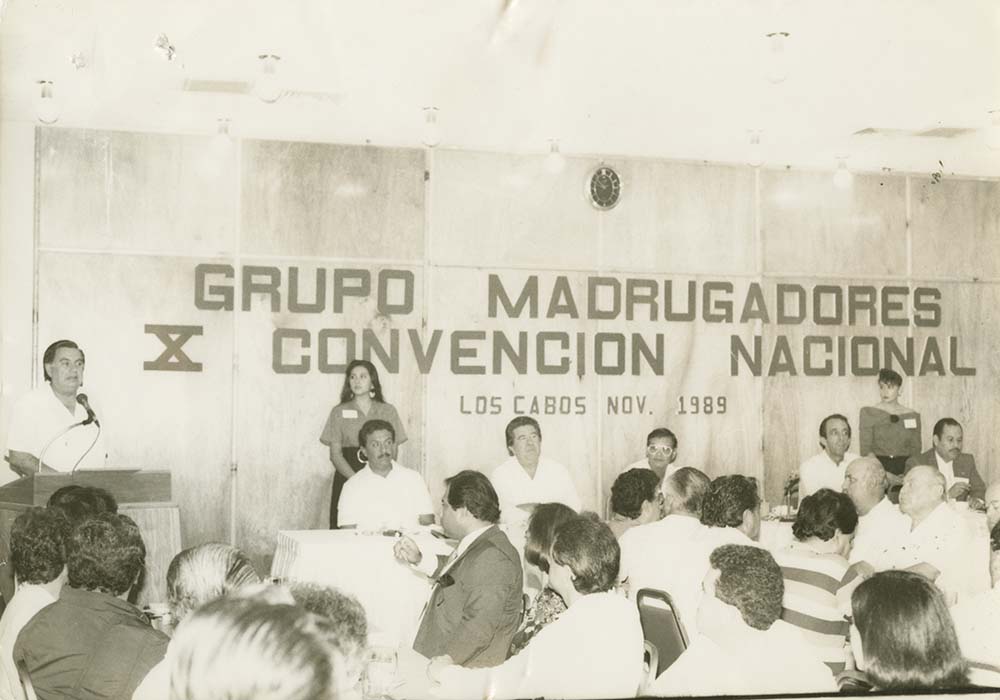 GRUPO MADRUGADORES
X CONVENCION NACIONAL
LOS CABOS NOV. 1989